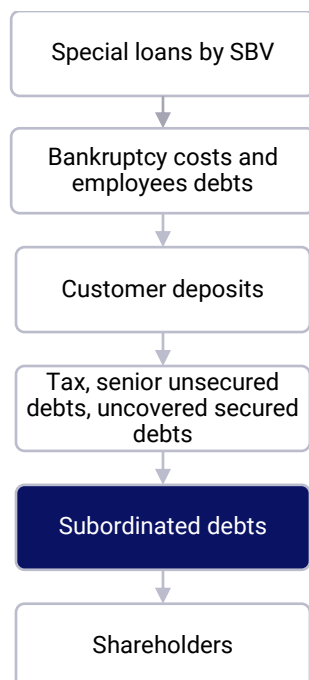 Special loans by SBV
Bankruptcy costs and
employees debts
Customer deposits
Tax, senior unsecured
debts, uncovered secured
debts
Subordinated debts
Shareholders